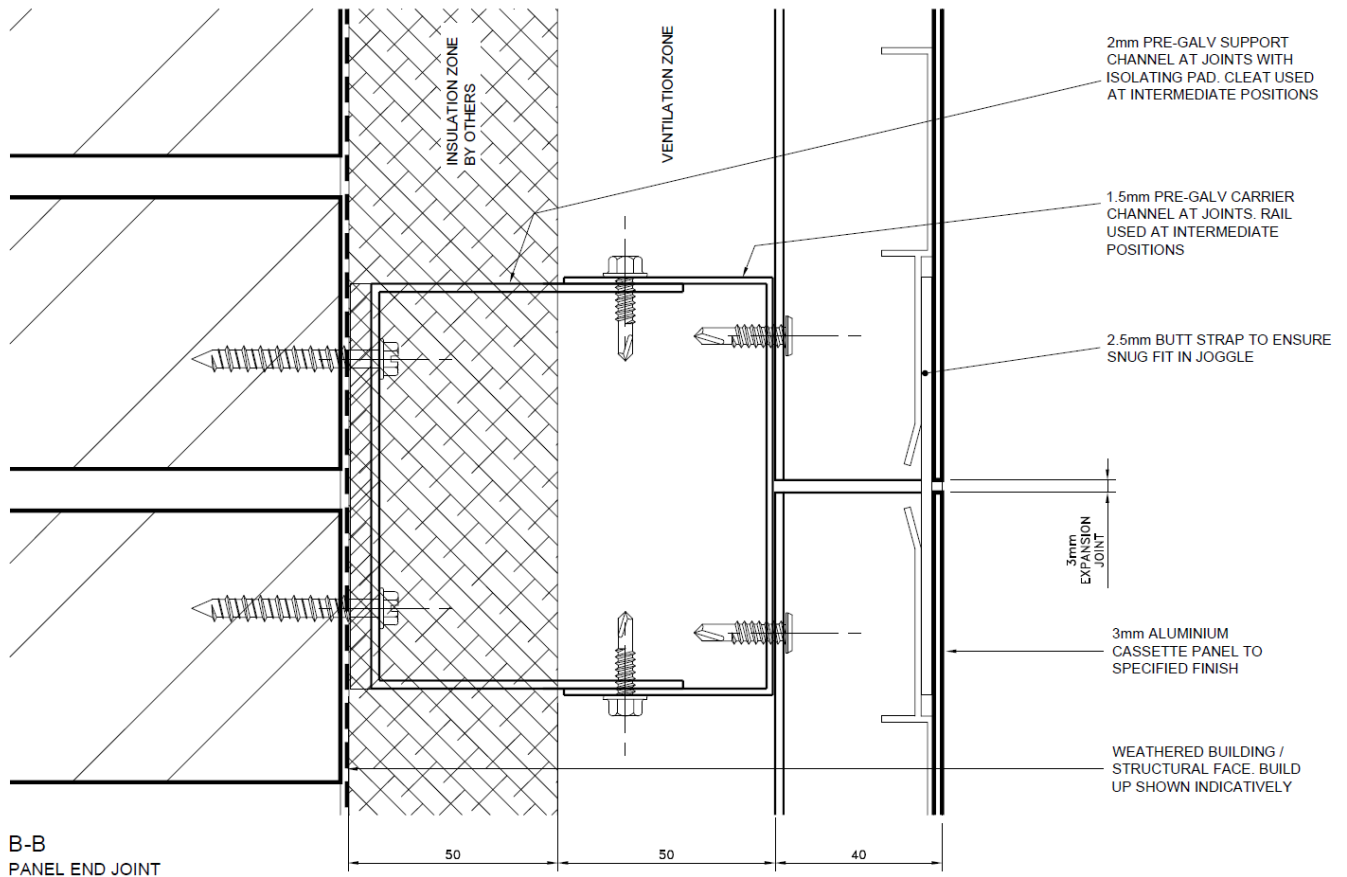 INSULATION ZONE
BY OTHERS
VENTILATION ZONE
2mm PRE-GALV SUPPORT
CHANNEL AT JOINTS WITH
ISOLATING PAD. CLEAT USED
AT INTERMEDIATE POSITIONS
1.5mm PRE-GALV CARRIER
CHANNEL AT JOINTS. RAIL
USED AT INTERMEDIATE
POSITIONS
2.5mm BUTT STRAP TO ENSURE
SNUG FIT IN JOGGLE
3mm
EXPANSION
JOINT
3mm ALUMINIUM
CASSETTE PANEL TO
SPECIFIED FINISH
WEATHERED BUILDING /
STRUCTURAL FACE. BUILD
UP SHOWN INDICATIVELY
B-B
PANEL END JOINT
50
50
40